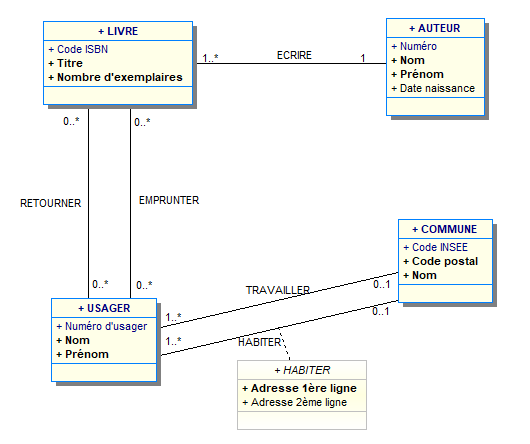 + LIVRE
+ Code ISBN
+ Titre
+ Nombre d'exemplaires
1..*
ECRIRE
1
+ AUTEUR
+ Numéro
+ Nom
+ Prénom
+ Date naissance
0..*
0..*
RETOURNER
EMPRUNTER
0..*
0..*
+ COMMUNE
+ Code INSEE
+ Code postal
+ Nom
+ USAGER
+ Numéro d'usager
+ Nom
+ Prénom
1..*
TRAVAILLER
0..1
1..*
HABITER
0..1
+ HABITER
+ Adresse 1ère ligne
+ Adresse 2ème ligne